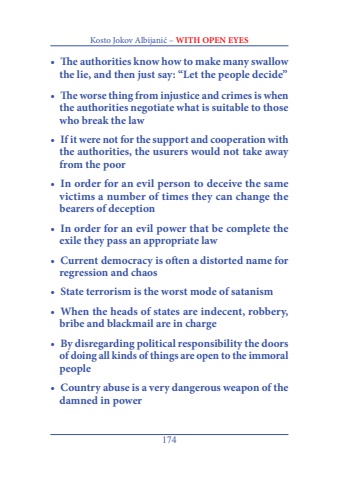 Kosto Jokov Albijanić – WITH OPEN EYES
• The authorities know how to make many swallow
the lie, and then just say: “Let the people decide”
• The worse thing from injustice and crimes is when
the authorities negotiate what is suitable to those
who break the law
• If it were not for the support and cooperation with
the authorities, the usurers would not take away
from the poor
• In order for an evil person to deceive the same
victims a number of times they can change the
bearers of deception
• In order for an evil power that be complete the
exile they pass an appropriate law
• Current democracy is often a distorted name for
regression and chaos
• State terrorism is the worst mode of satanism
• When the heads of states are indecent, robbery,
bribe and blackmail are in charge
• By disregarding political responsibility the doors
of doing all kinds of things are open to the immoral
people
• Country abuse is a very dangerous weapon of the
damned in power
174